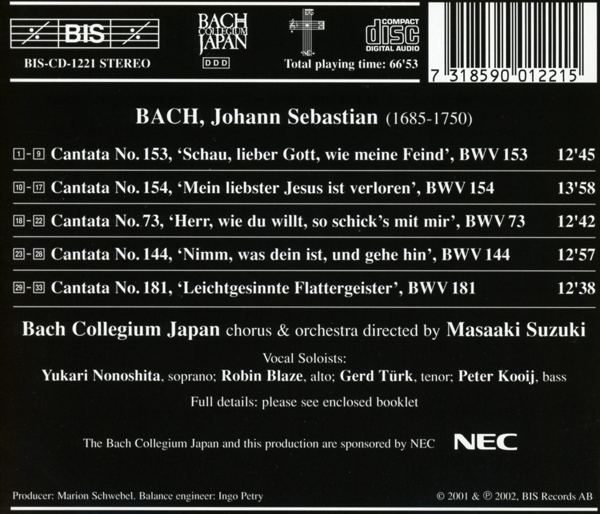 BIS
BACH
COLLEGIUM
JAPAN
DDD
COMPACT
disc
DIGITAL AUDIO
BIS-CD-1221 STEREO
Total playing time: 66'53
7 318590 012215
BACH, Johann Sebastian (1685-1750)
1-9 Cantata No. 153, ‘Schau, lieber Gott, wie meine Feind’, BWV 153 12'45
10-17 Cantata No. 154, ‘Mein liebster Jesus ist verloren’, BWV 154 13'58
18-22 Cantata No. 73, ‘Herr, wie du willt, so schick's mit mir’, BWV 73 12'42
23-28 Cantata No. 144, ‘Nimm, was dein ist, und gehe hin’, BWV 144 12'57
29-33 Cantata No. 181, ‘Leichtgesinnte Flattergeister’, BWV 181 12'38
Bach Collegium Japan chorus & orchestra directed by Masaaki Suzuki
Vocal Soloists:
Yukari Nonoshita, soprano; Robin Blaze, alto; Gerd Türk, tenor; Peter Kooij, bass
Full details: please see enclosed booklet
The Bach Collegium Japan and this production are sponsored by NEC NEC
Producer: Marion Schwebel. Balance engineer: Ingo Petry
© 2001 & ℗ 2002, BIS Records AB